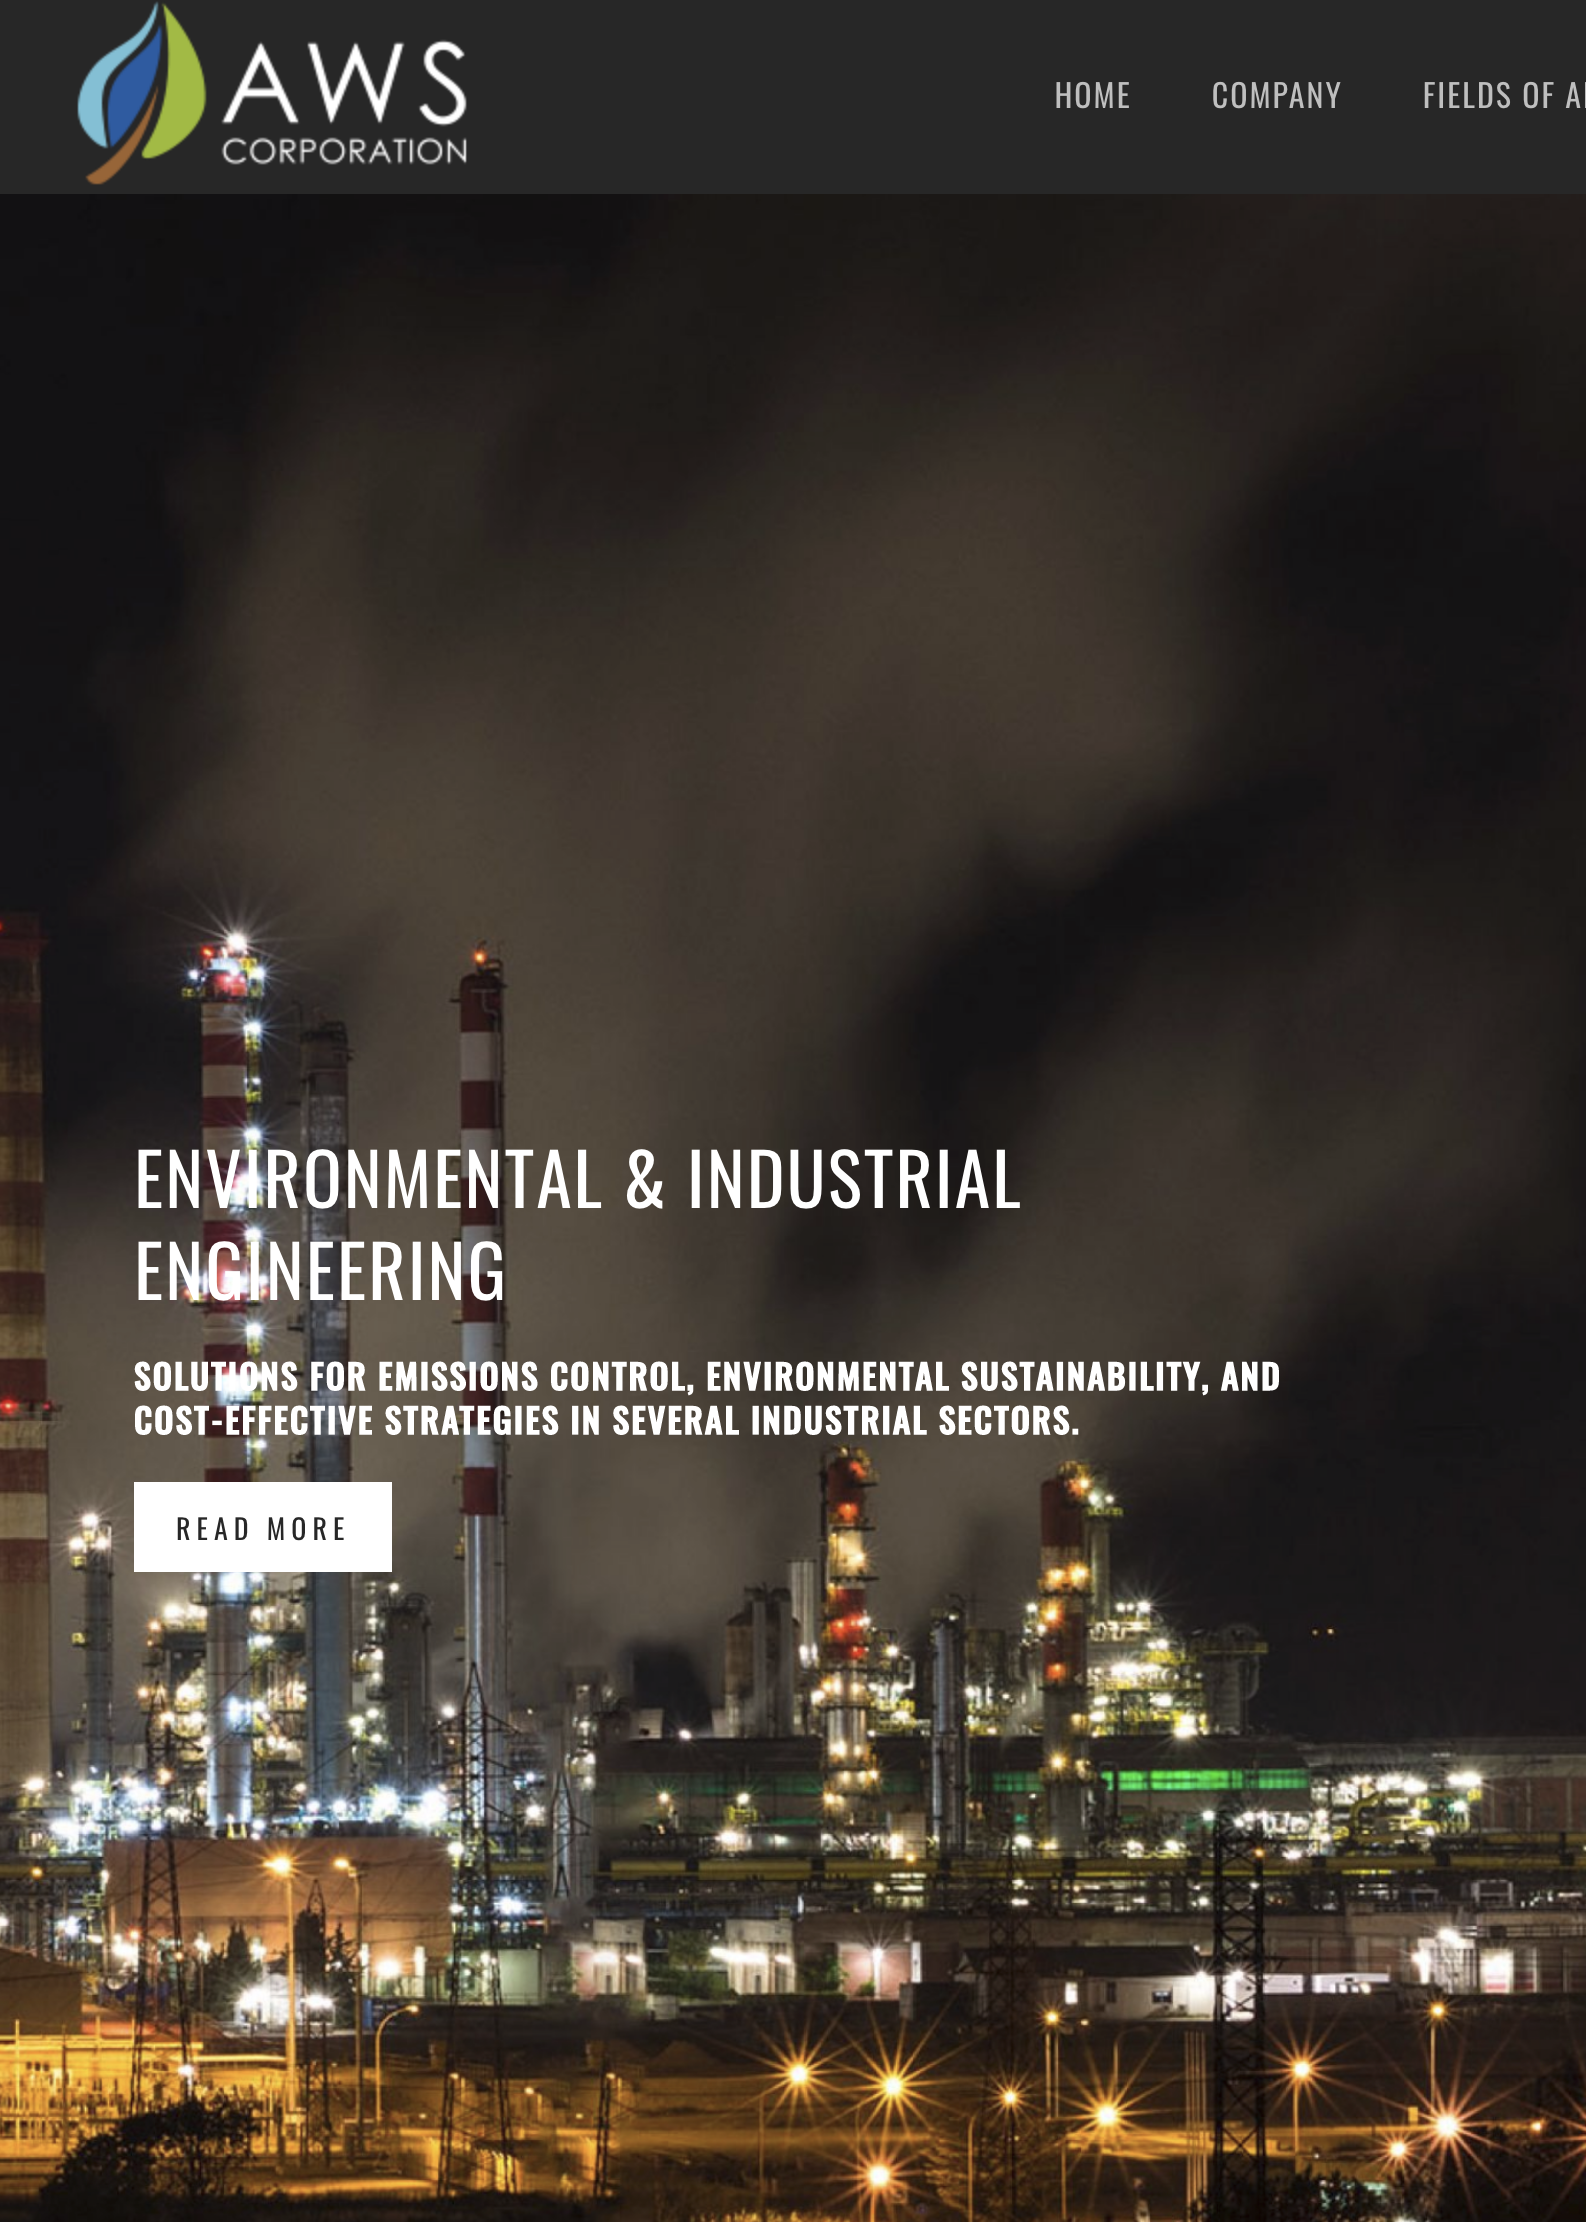 AWS
CORPORATION
HOME COMPANY FIELDS OF
ENVIRONMENTAL & INDUSTRIAL
ENGINEERING
SOLUTIONS FOR EMISSIONS CONTROL, ENVIRONMENTAL SUSTAINABILITY, AND
COST-EFFECTIVE STRATEGIES IN SEVERAL INDUSTRIAL SECTORS.
READ MORE